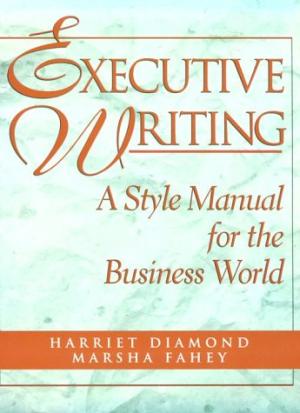 EXECUTIVE
WRITING
A Style Manual
for the
Business World
HARRIET DIAMOND
MARSHA FAHEY